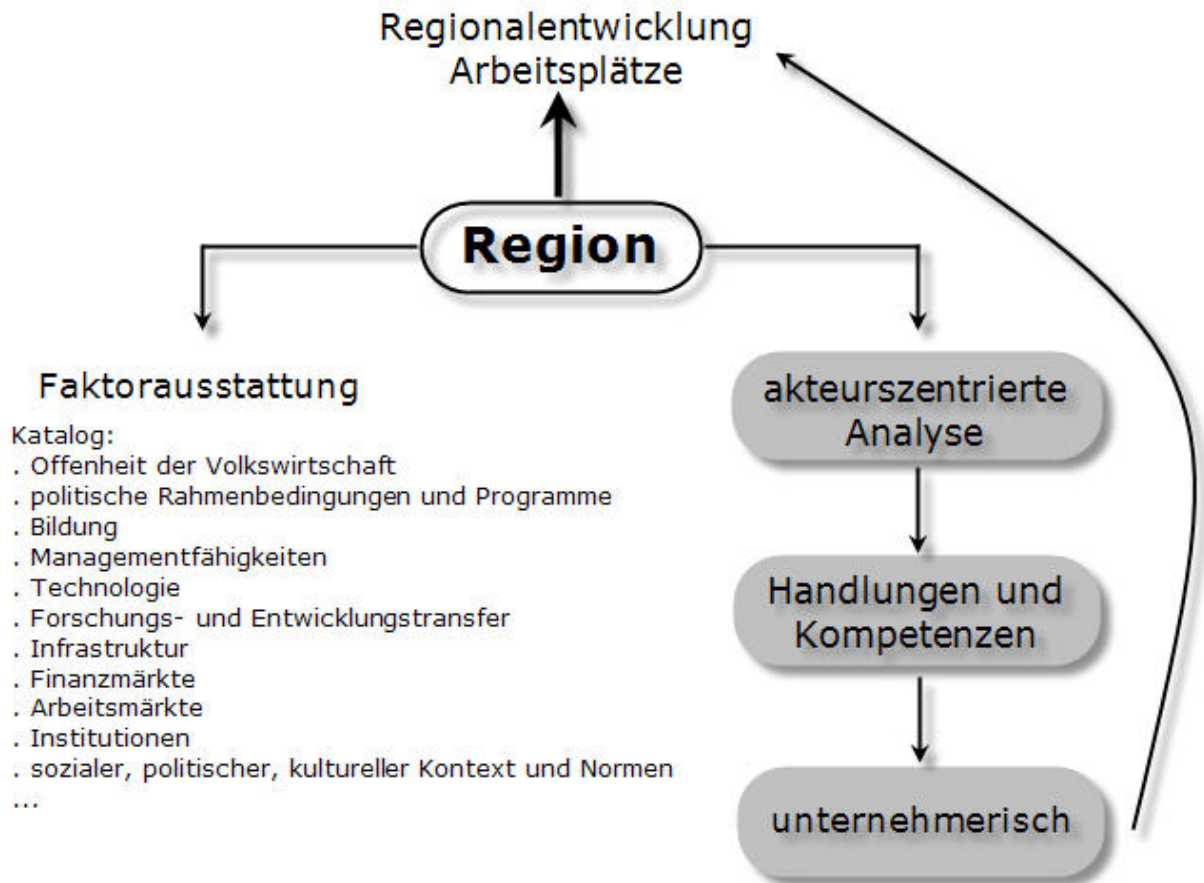 Regionalentwicklung
Arbeitsplätze
Region
Faktorausstattung
Katalog:
. Offenheit der Volkswirtschaft
. politische Rahmenbedingungen und Programme
. Bildung
. Managementfähigkeiten
. Technologie
. Forschungs- und Entwicklungstransfer
. Infrastruktur
. Finanzmärkte
. Arbeitsmärkte
. Institutionen
. sozialer, politischer, kultureller Kontext und Normen
...
akteurszentrierte
Analyse
Handlungen und
Kompetenzen
unternehmerisch